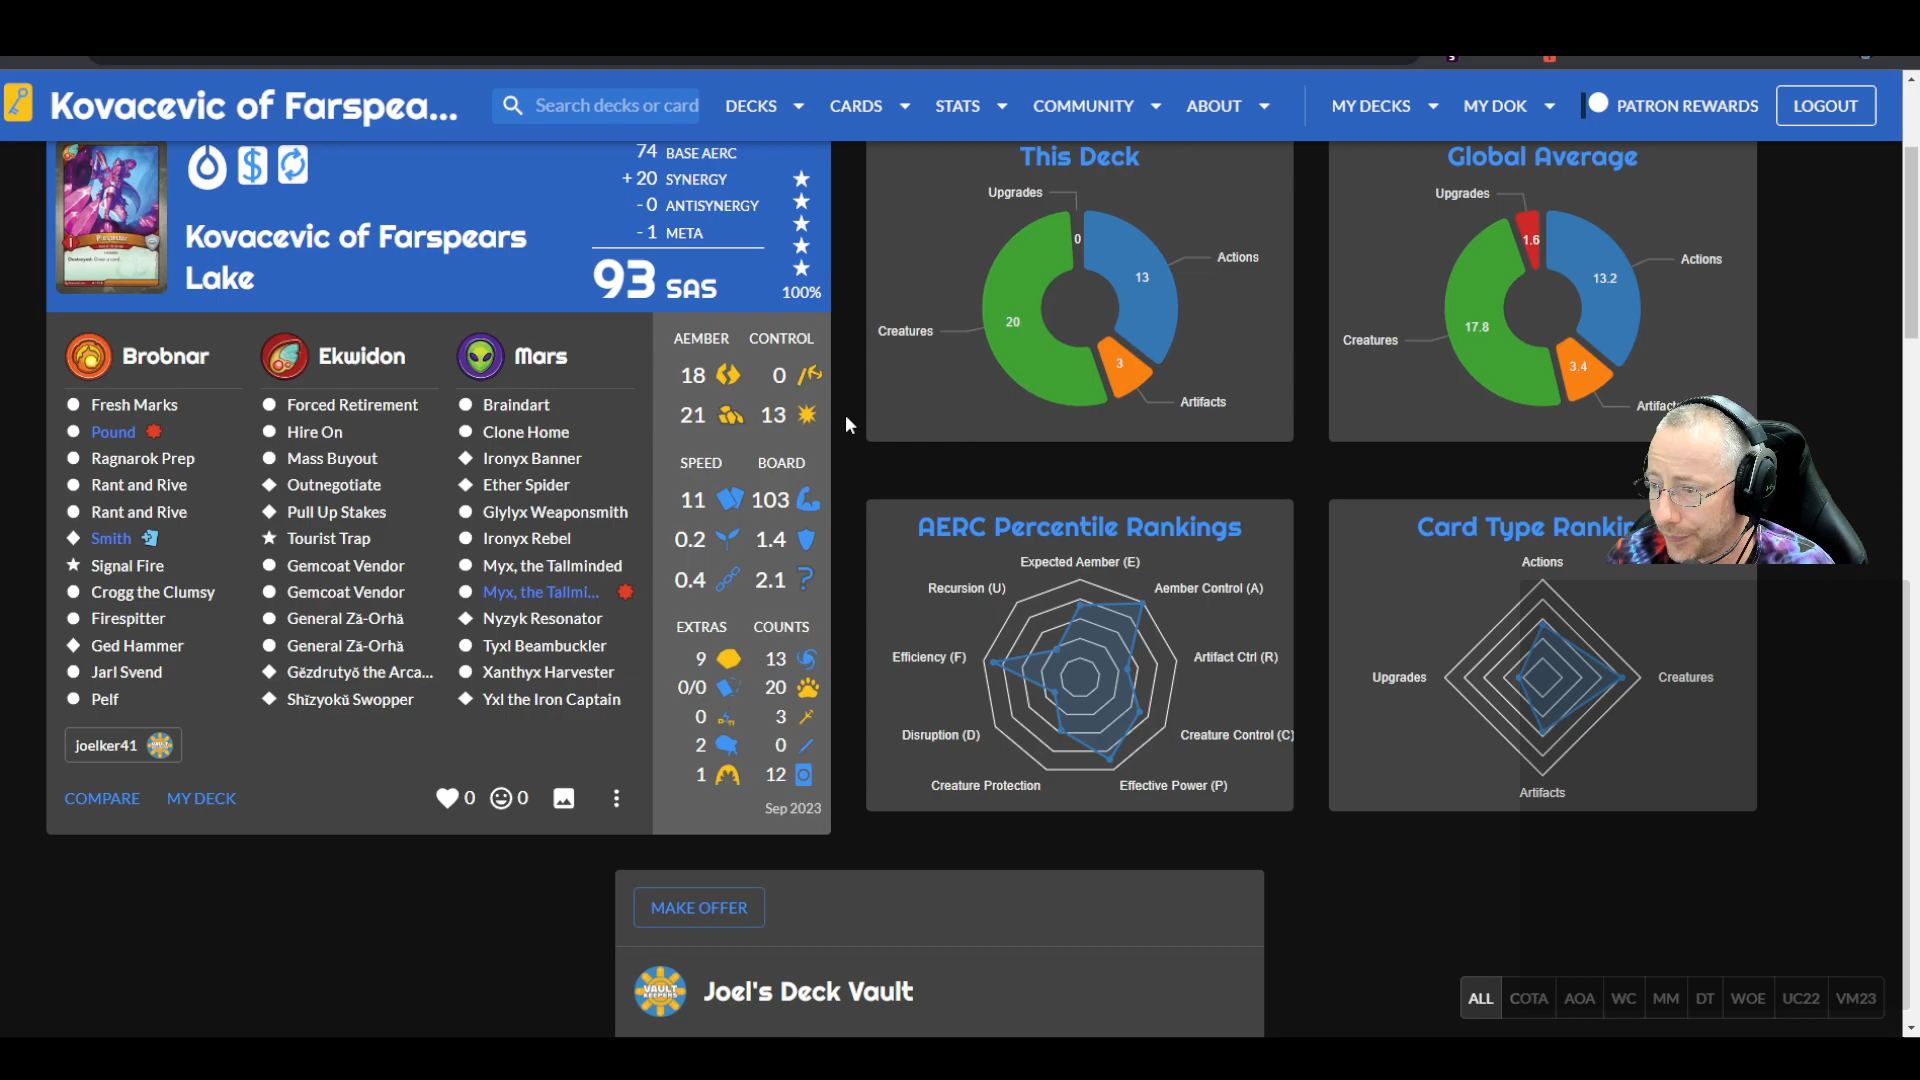 Kovacevic of Farspea...
Search decks or card
DECKS
CARDS
STATS
COMMUNITY
ABOUT
MY DECKS
MY DOK
PATRON REWARDS
LOGOUT
74 BASE AERC
+ 20 SYNERGY
- 0 ANTISYNERGY
- 1 META
93 SAS
100%
Kovacevic of Farspears
Lake
Brobnar
Fresh Marks
Pound
Ragnarok Prep
Rant and Rive
Rant and Rive
Smith
Signal Fire
Crogg the Clumsy
Firespitter
Ged Hammer
Jarl Svend
Pelf
Ekwidon
Forced Retirement
Hire On
Mass Buyout
Outnegotiate
Pull Up Stakes
Tourist Trap
Gemcoat Vendor
Gemcoat Vendor
General Ză-Orhă
General Ză-Orhă
Gĕzdrutyŏ the Arca...
Shĭzyokŭ Swopper
Mars
Braindart
Clone Home
Ironyx Banner
Ether Spider
Glylyx Weaponsmith
Ironyx Rebel
Myx, the Tallminded
Myx, the Tallmi...
Nyzyk Resonator
Tyxl Beambuckler
Xanthyx Harvester
Yxl the Iron Captain
AEMBER CONTROL
18 0
21 13
SPEED BOARD
11 103
0.2 1.4
0.4 2.1
EXTRAS COUNTS
9 13
0/0 20
0 3
2 0
1 12
Sep 2023
joelker41
COMPARE
MY DECK
0
0
This Deck
Upgrades
0
13
Actions
20
Creatures
3
Artifacts
Global Average
Upgrades
1.6
13.2
Actions
17.8
Creatures
3.4
AERC Percentile Rankings
Expected Aember (E)
Recursion (U)
Aember Control (A)
Efficiency (F)
Artifact Ctrl (R)
Disruption (D)
Creature Control (C)
Creature Protection
Effective Power (P)
Card Type Rankin
Actions
Upgrades
Creatures
Artifacts
MAKE OFFER
VAULT
KEEPERS
Joel's Deck Vault
ALL
COTA
AOA
WC
MM
DT
WOE
UC22
VM23